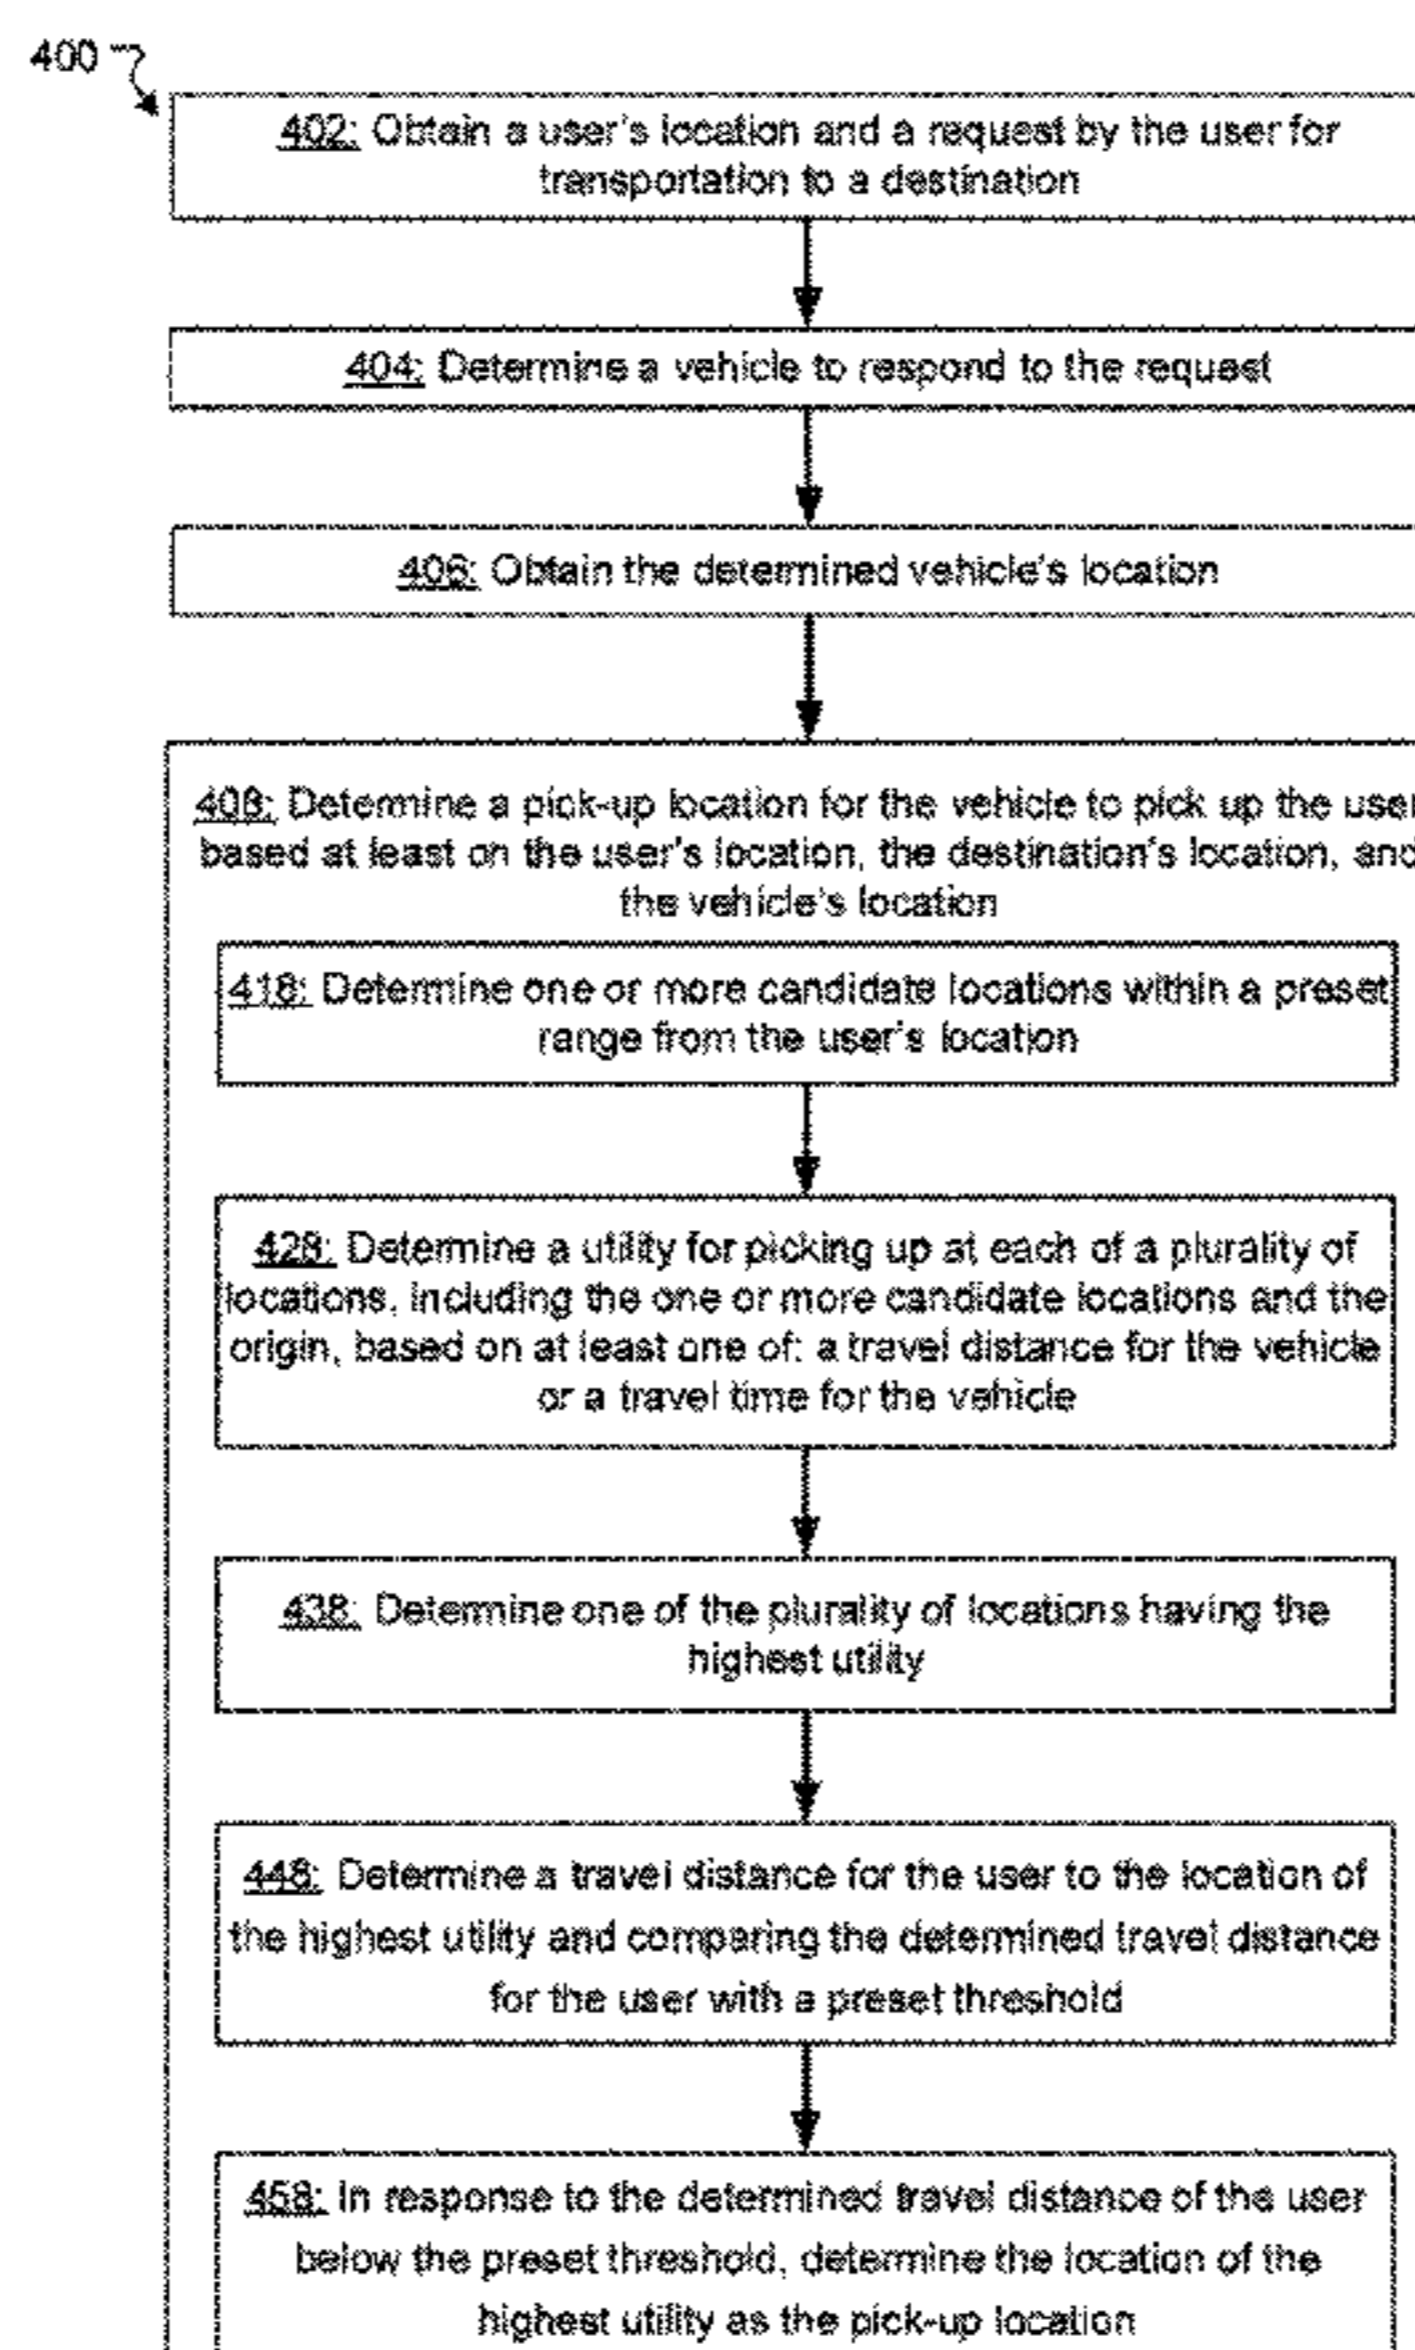 400
402: Obtain a user's location and a request by the user for
transportation to a destination
404: Determine a vehicle to respond to the request
406: Obtain the determined vehicle's location
408: Determine a pick-up location for the vehicle to pick up the user
based at least on the user's location, the destination's location, and
the vehicle's location
418: Determine one or more candidate locations within a preset
range from the user's location
428: Determine a utility for picking up at each of a plurality of
locations, including the one or more candidate locations and the
origin, based on at least one of: a travel distance for the vehicle
or a travel time for the vehicle
438: Determine one of the plurality of locations having the
highest utility
448: Determine a travel distance for the user to the location of
the highest utility and comparing the determined travel distance
for the user with a preset threshold
458: In response to the determined travel distance of the user
below the preset threshold, determine the location of the
highest utility as the pick-up location